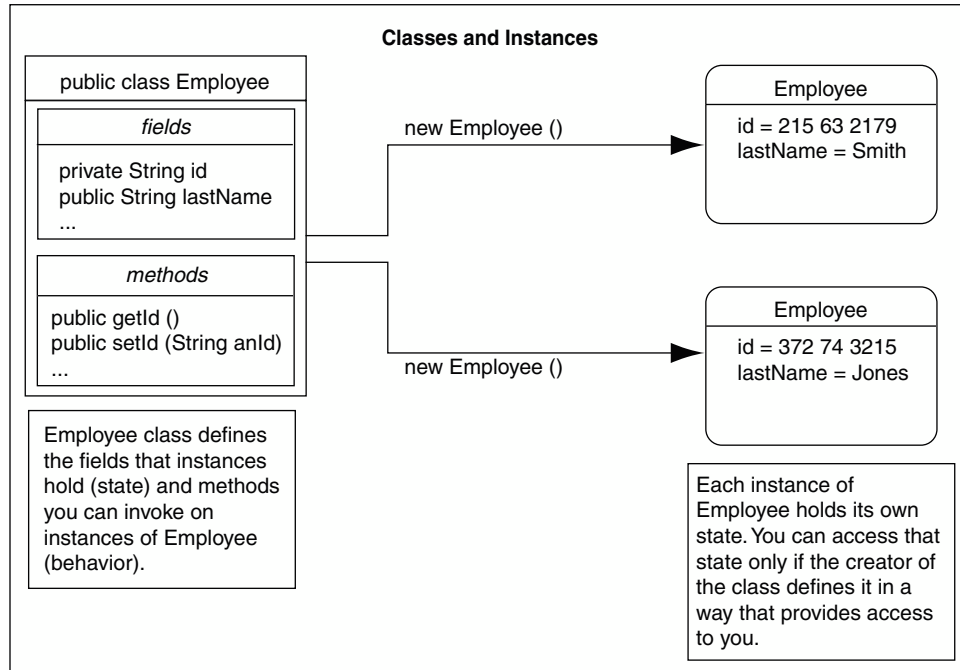 Classes and Instances
public class Employee
fields
private String id
public String lastName
...
methods
public getId ()
public setId (String anId)
...
Employee class defines
the fields that instances
hold (state) and methods
you can invoke on
instances of Employee
(behavior).
new Employee ()
new Employee ()
Employee
id = 215 63 2179
lastName = Smith
Employee
id = 372 74 3215
lastName = Jones
Each instance of
Employee holds its own
state. You can access that
state only if the creator of
the class defines it in a
way that provides access
to you.